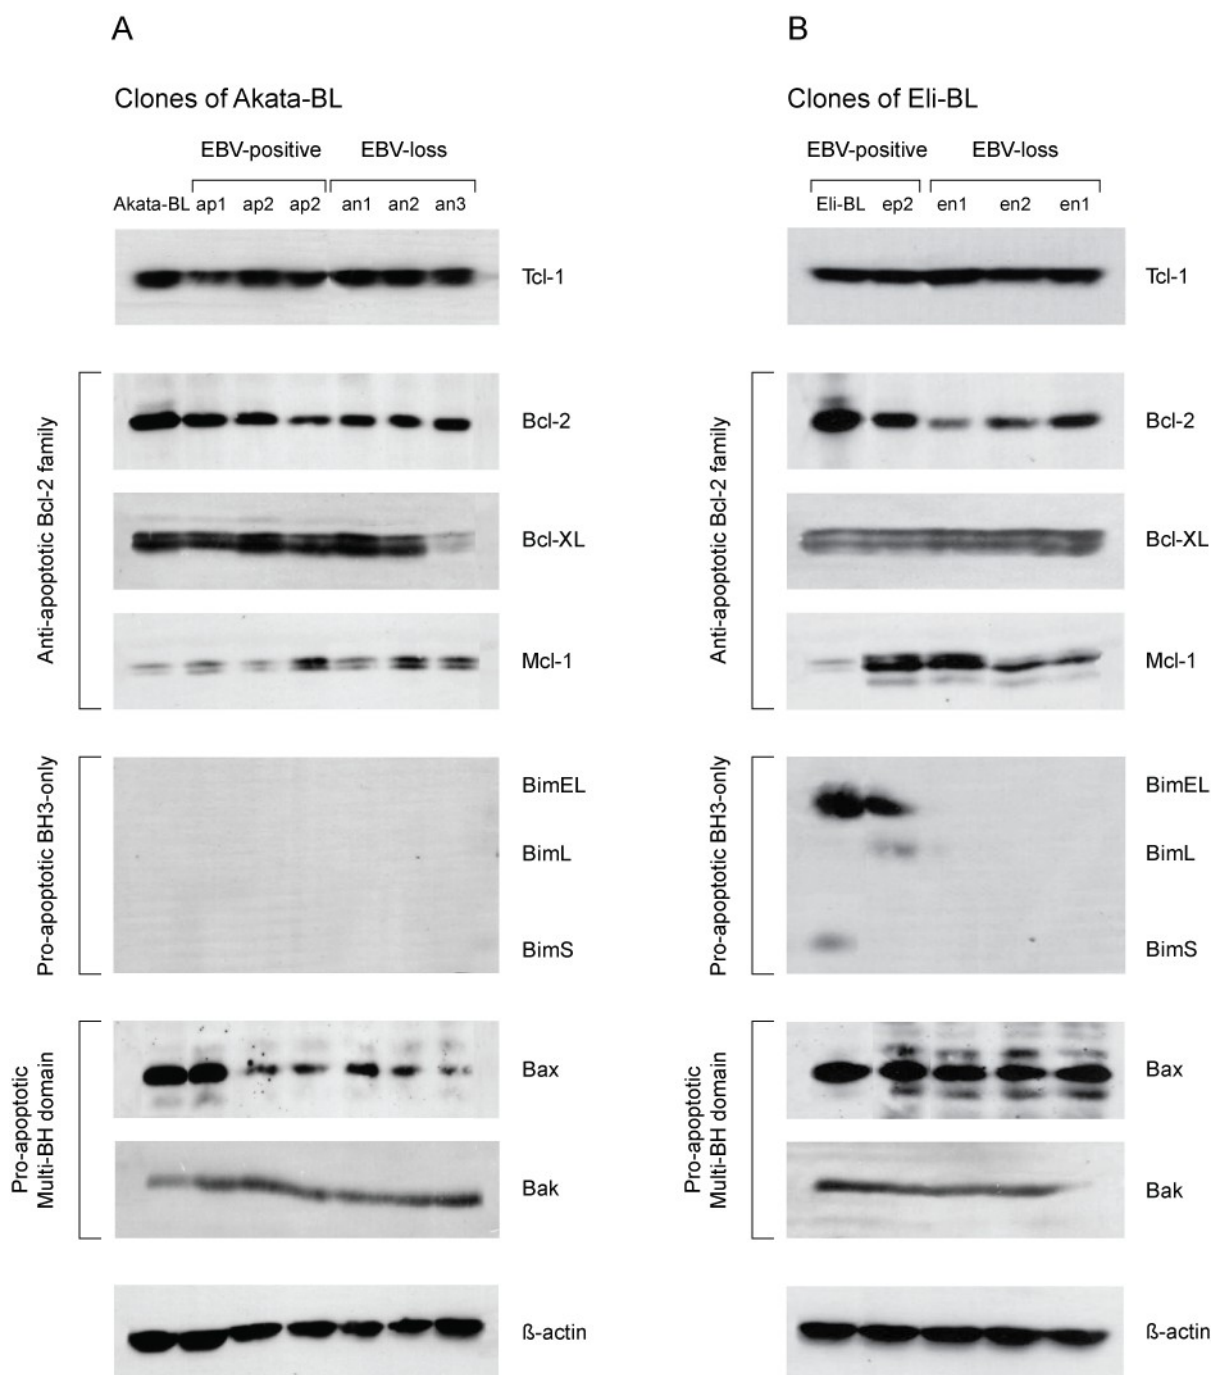 A
Clones of Akata-BL
EBV-positive EBV-loss
Akata-BL ap1 ap2 ap2 an1 an2 an3
Tcl-1
Anti-apoptotic Bcl-2 family
Bcl-2
Bcl-XL
Mcl-1
Pro-apoptotic BH3-only
BimEL
BimL
BimS
Pro-apoptotic
Multi-BH domain
Bax
Bak
ß-actin
B
Clones of Eli-BL
EBV-positive EBV-loss
Eli-BL ep2 en1 en2 en1
Tcl-1
Anti-apoptotic Bcl-2 family
Bcl-2
Bcl-XL
Mcl-1
Pro-apoptotic BH3-only
BimEL
BimL
BimS
Pro-apoptotic
Multi-BH domain
Bax
Bak
ß-actin